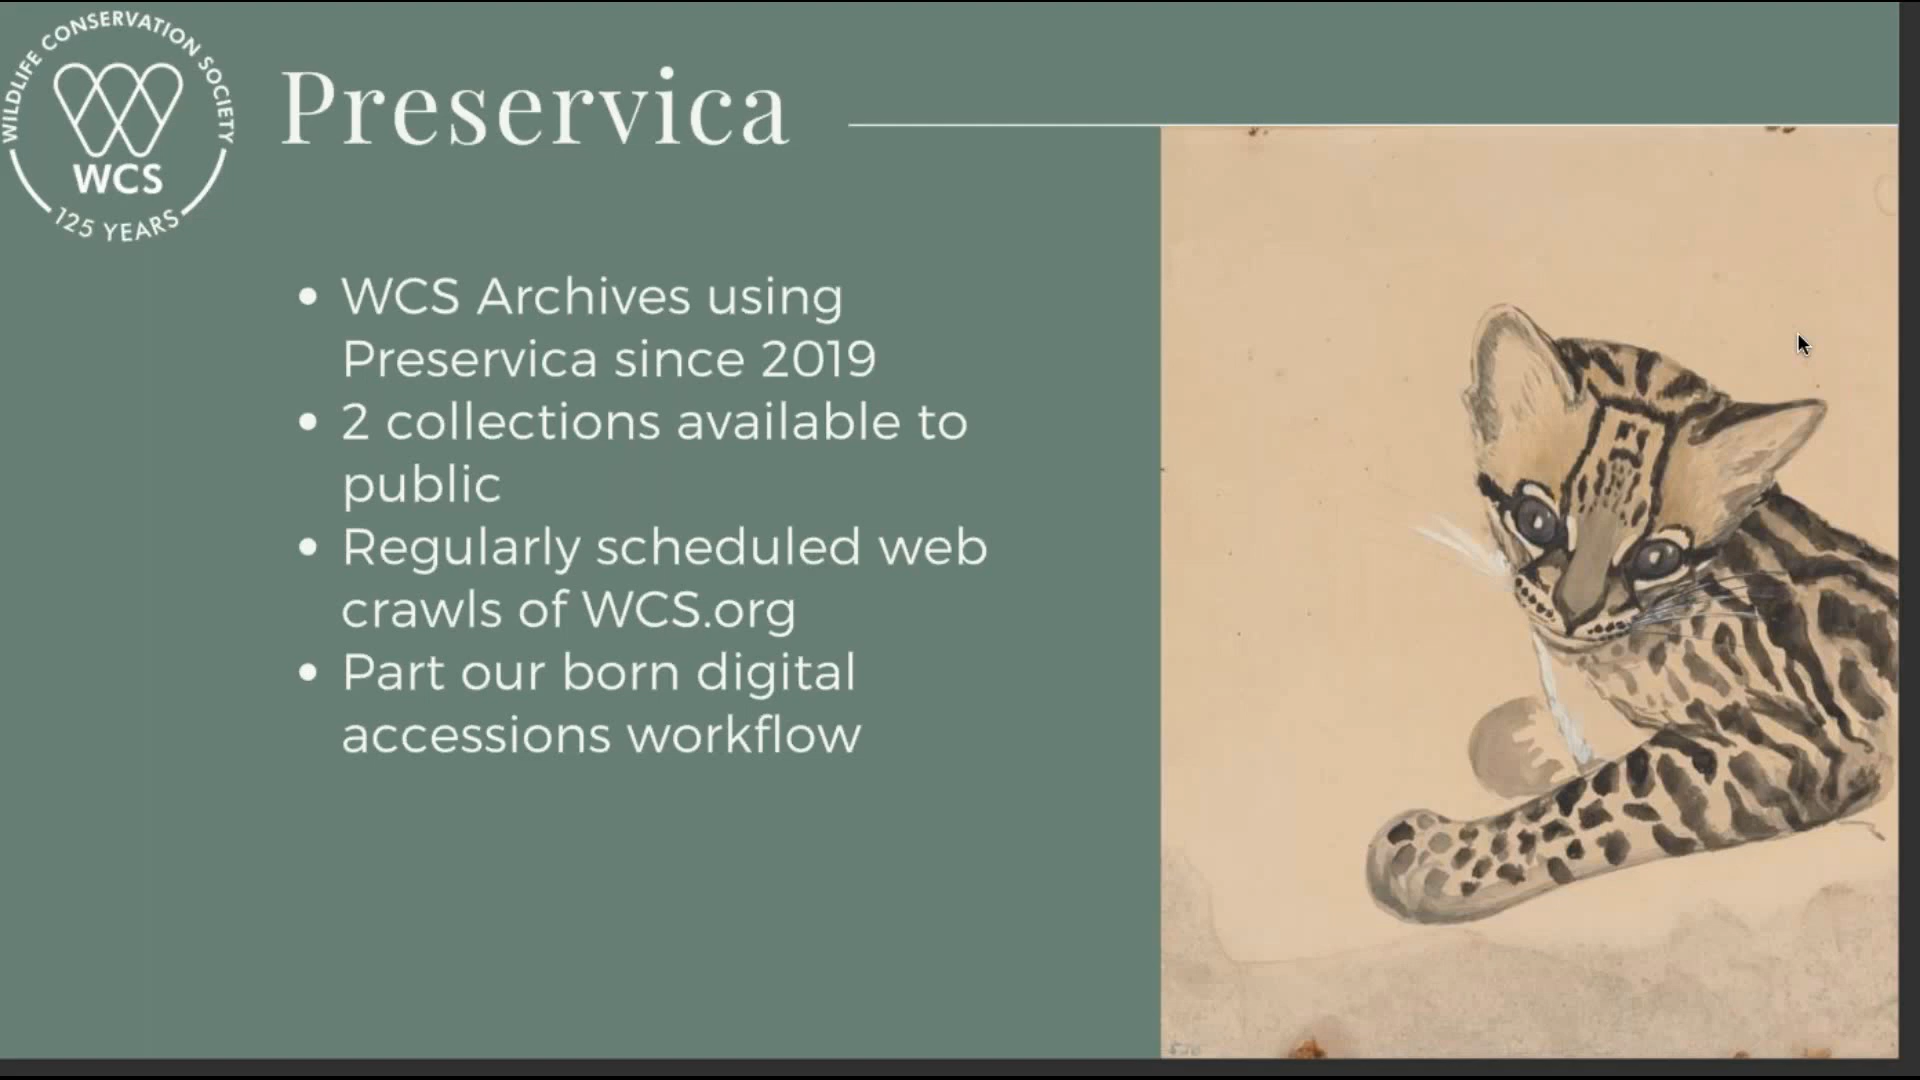 WILDLIFE CONSERVATION SOCIETY
WCS
125 YEARS
Preservica
• WCS Archives using
Preservica since 2019
• 2 collections available to
public
• Regularly scheduled web
crawls of WCS.org
• Part our born digital
accessions workflow